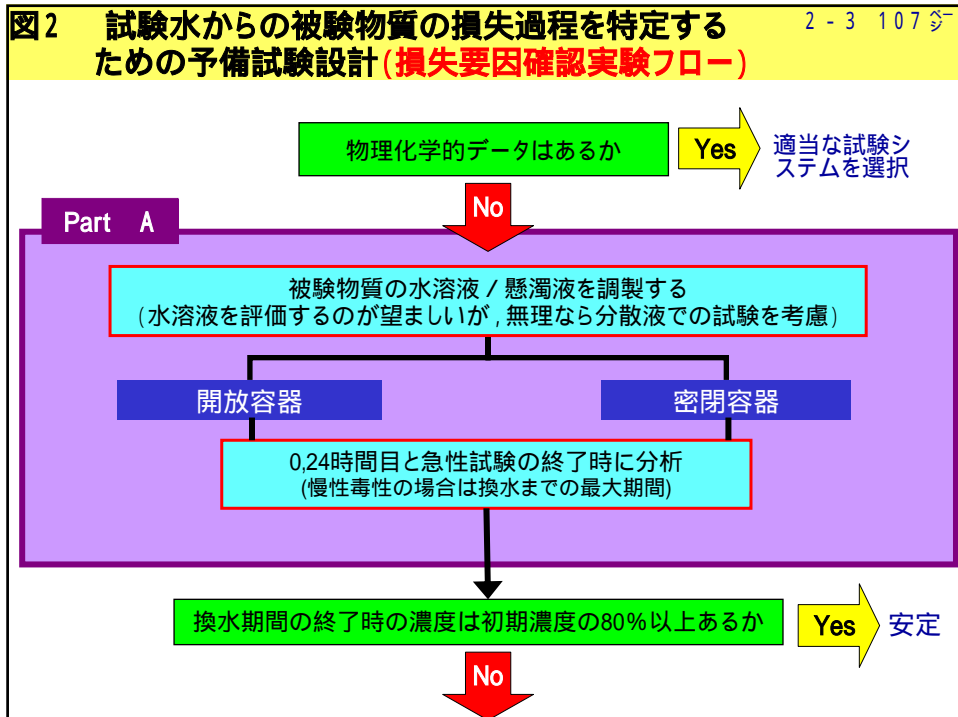 図2 試験水からの被験物質の損失過程を特定する
ための予備試験設計(損失要因確認実験フロー)
2-3 107ページ
物理化学的データはあるか
Yes
適当な試験シ
ステムを選択
No
Part A
被験物質の水溶液/懸濁液を調製する
(水溶液を評価するのが望ましいが,無理なら分散液での試験を考慮)
開放容器
密閉容器
0,24時間目と急性試験の終了時に分析
(慢性毒性の場合は換水までの最大期間)
換水期間の終了時の濃度は初期濃度の80%以上あるか
Yes
安定
No